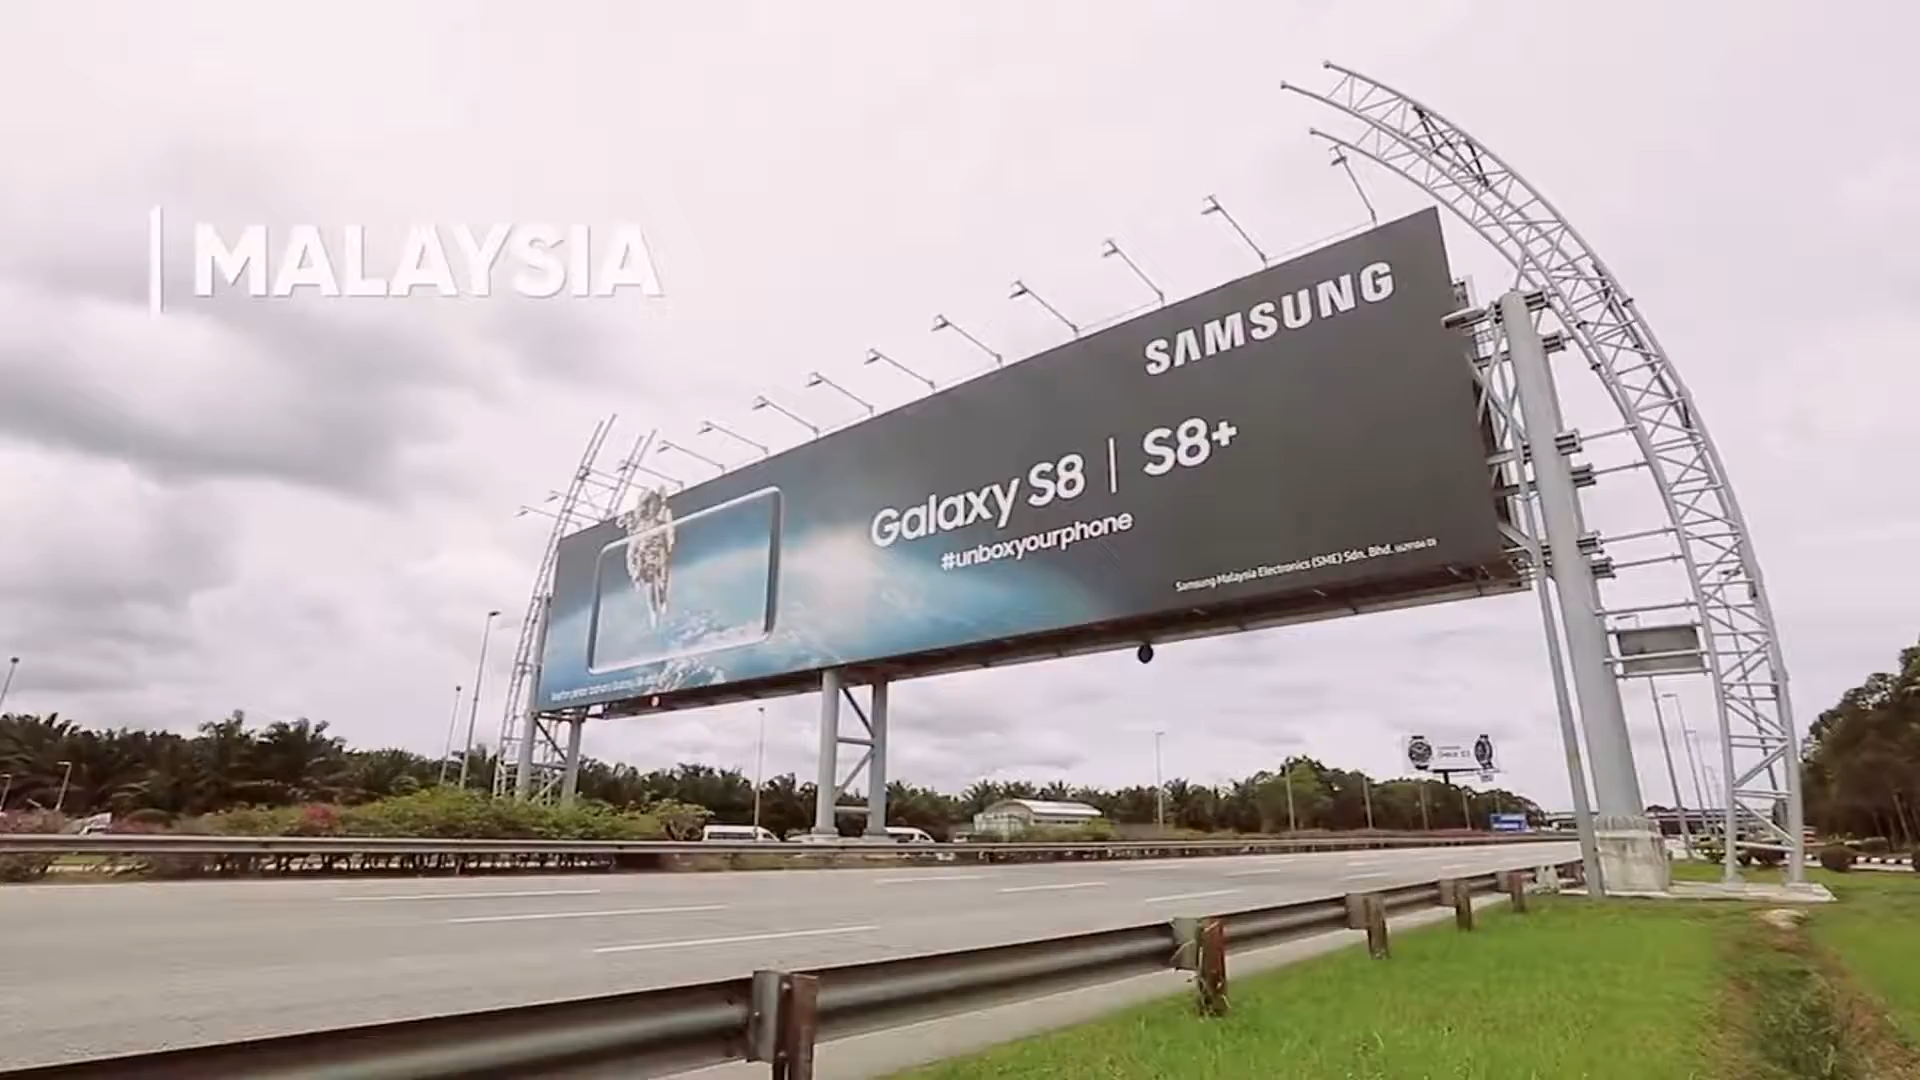 MALAYSIA
SAMSUNG
Galaxy S8 | S8+
#unboxyourphone
Samsung Malaysia Electronics (SME) Sdn. Bhd.